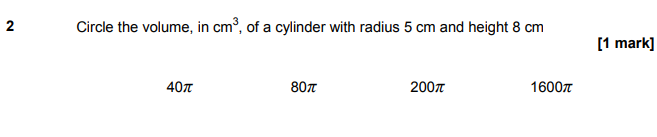 2 Circle the volume, in cm³, of a cylinder with radius 5 cm and height 8 cm
[1 mark]
40π 80π 200π 1600π